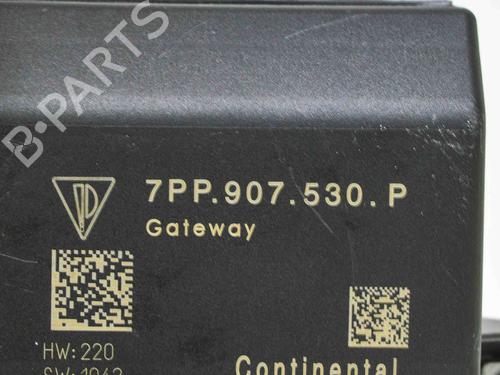 B-PARTS
7PP.907.530.P
Gateway
HW:220
Continental